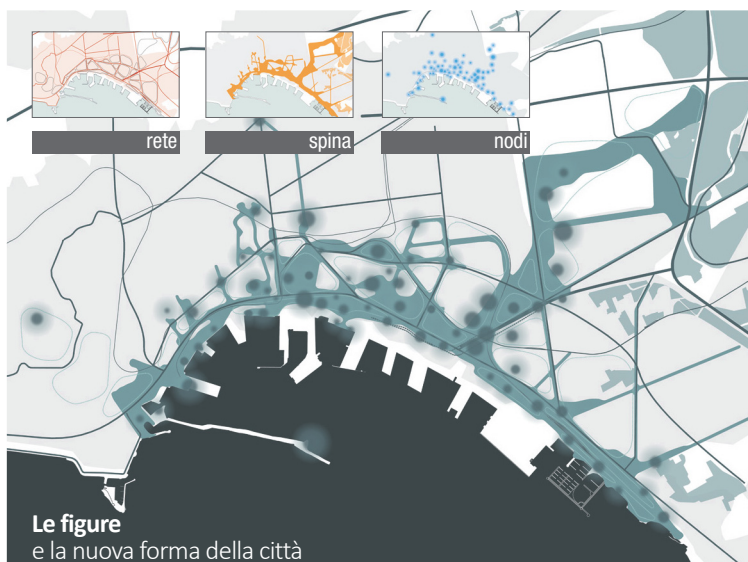 rete
spina
nodi
Le figure
e la nuova forma della città